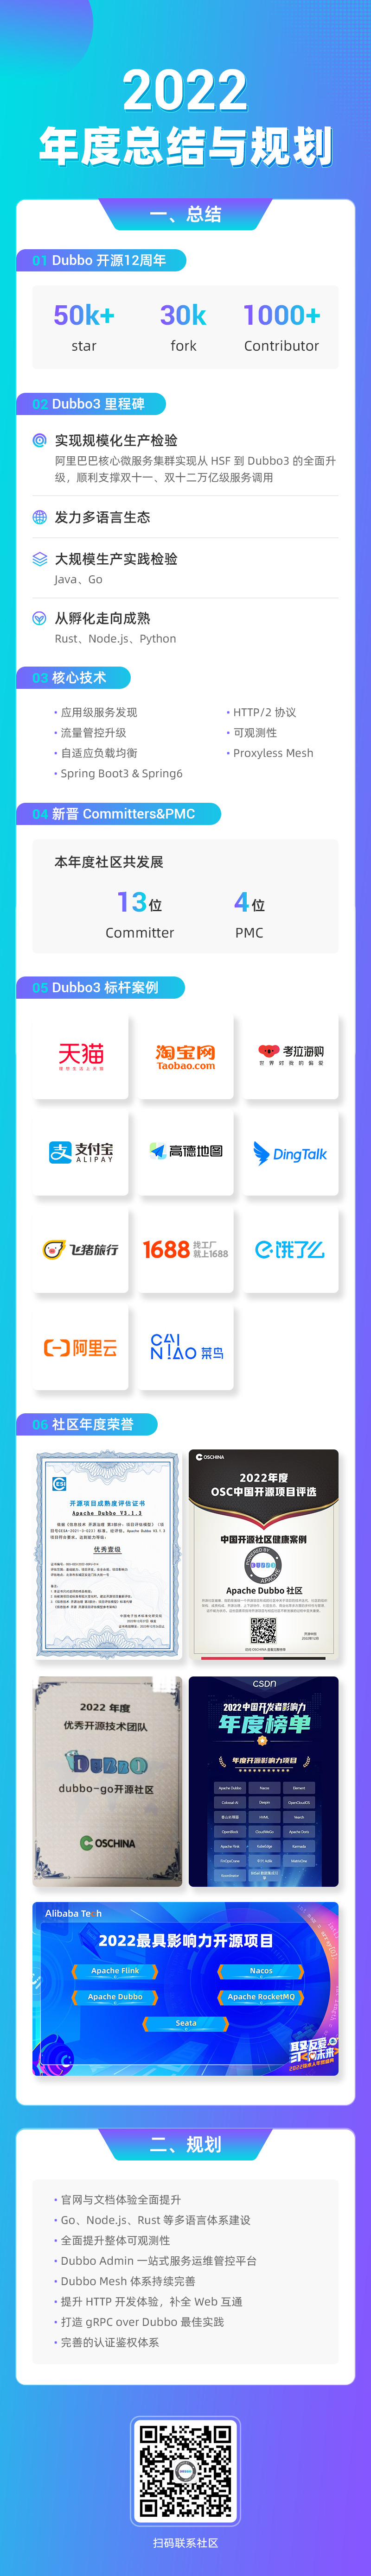 2022
年度总结与规划
一、总结
01 Dubbo 开源12周年
50k+ 30k 1000+
star fork Contributor
02 Dubbo3 里程碑
实现规模化生产检验
阿里巴巴核心微服务集群实现从 HSF 到 Dubbo3 的全面升
级，顺利支撑双十一、双十二万亿级服务调用
发力多语言生态
大规模生产实践检验
Java、Go
从孵化走向成熟
Rust、Node.js、Python
03 核心技术
• 应用级服务发现 • HTTP/2 协议
• 流量管控升级 • 可观测性
• 自适应负载均衡 • Proxyless Mesh
• Spring Boot3 & Spring6
04 新晋 Committers&PMC
本年度社区共发展
13位 4位
Committer PMC
05 Dubbo3 标杆案例
天猫
理想生活上天猫
淘宝网
Taobao.com
考拉海购
世界对我的偏爱
支付宝
ALIPAY
高德地图
DingTalk
飞猪旅行
1688 找工厂
就上1688
饿了么
阿里云
CAI
NIAO 菜鸟
06 社区年度荣誉
开源项目成熟度评估证书
Apache Dubbo V3.1.3
优秀壹级
OSCHINA
2022年度
OSC中国开源项目评选
中国开源社区健康案例
DUBBO
Apache Dubbo 社区
2022 年度
优秀开源技术团队
DUBBO
dubbo-go开源社区
OSCHINA
CSDN
2022中国开发者影响力
年度榜单
年度开源影响力项目
Apache Dubbo Nacos Element
Alibaba Tech
2022最具影响力开源项目
Apache Flink Nacos
Apache Dubbo Apache RocketMQ
Seata
二、规划
• 官网与文档体验全面提升
• Go、Node.js、Rust 等多语言体系建设
• 全面提升整体可观测性
• Dubbo Admin 一站式服务运维管控平台
• Dubbo Mesh 体系持续完善
• 提升 HTTP 开发体验，补全 Web 互通
• 打造 gRPC over Dubbo 最佳实践
• 完善的认证鉴权体系
扫码联系社区